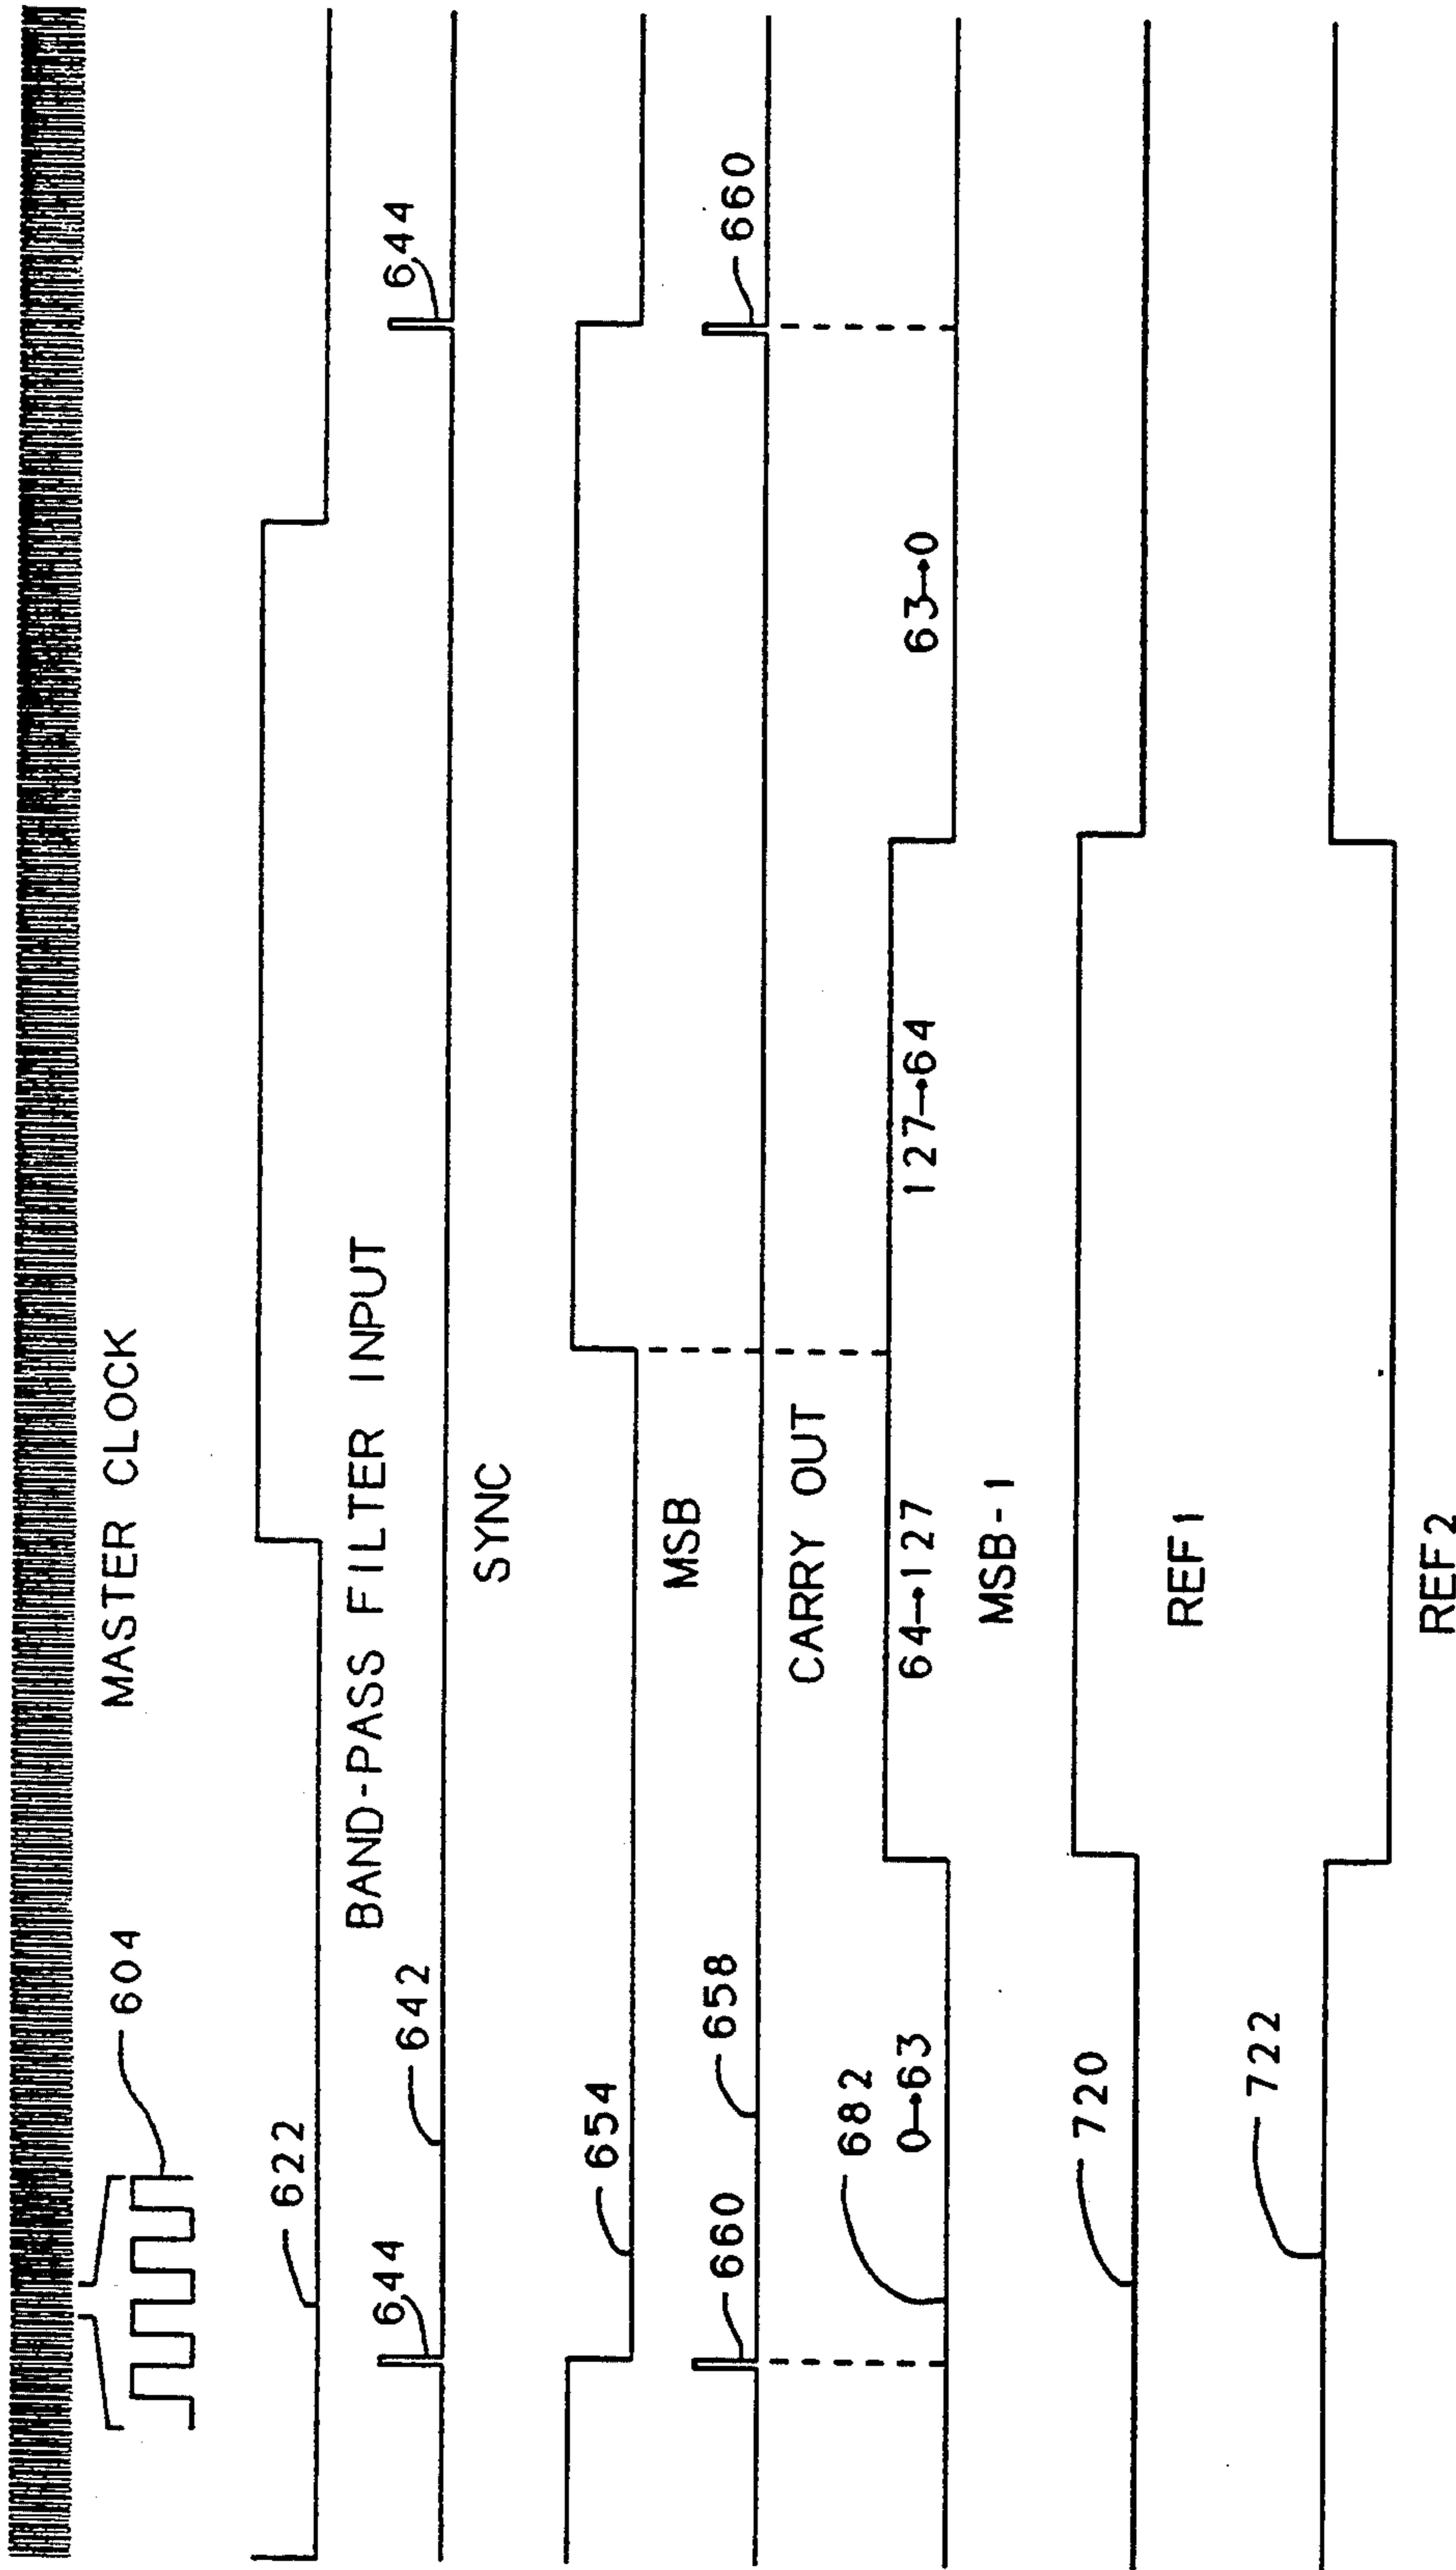 604
MASTER CLOCK
622
BAND-PASS FILTER INPUT
644
642
644
SYNC
654
MSB
660
658
660
CARRY OUT
682
0→63
64→127
127→64
63→0
MSB-1
720
REF1
722
REF2